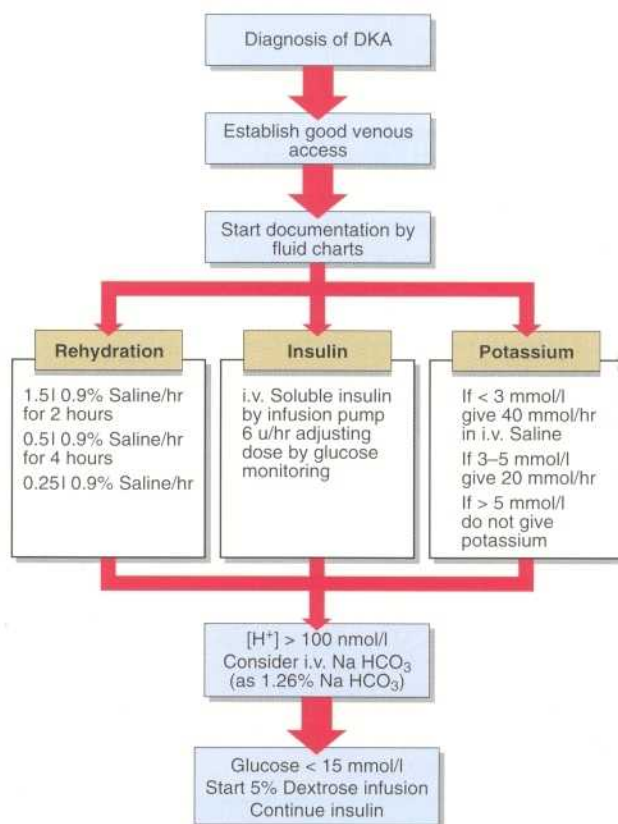 Diagnosis of DKA
Establish good venous
access
Start documentation by
fluid charts
Rehydration
1.5l 0.9% Saline/hr
for 2 hours
0.5l 0.9% Saline/hr
for 4 hours
0.25l 0.9% Saline/hr
Insulin
i.v. Soluble insulin
by infusion pump
6 u/hr adjusting
dose by glucose
monitoring
Potassium
If < 3 mmol/l
give 40 mmol/hr
in i.v. Saline
If 3–5 mmol/l
give 20 mmol/hr
If > 5 mmol/l
do not give
potassium
[H⁺] > 100 nmol/l
Consider i.v. Na HCO₃
(as 1.26% Na HCO₃)
Glucose < 15 mmol/l
Start 5% Dextrose infusion
Continue insulin